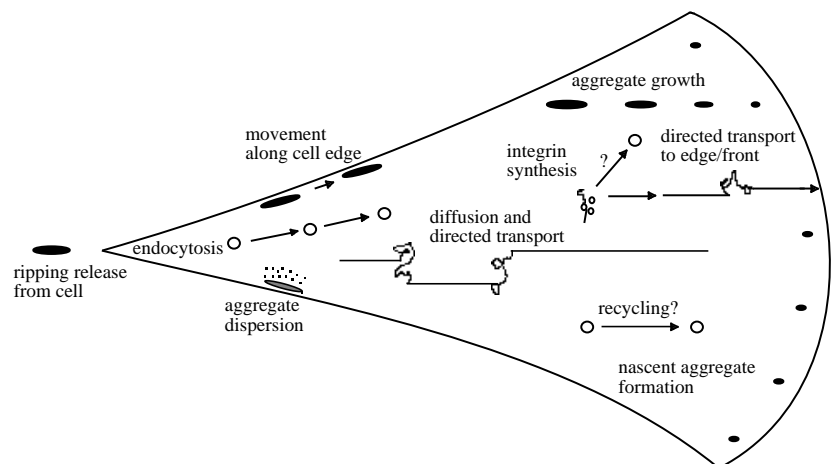 aggregate growth
movement
along cell edge
integrin
synthesis
?
directed transport
to edge/front
diffusion and
directed transport
endocytosis
ripping release
from cell
aggregate
dispersion
recycling?
nascent aggregate
formation